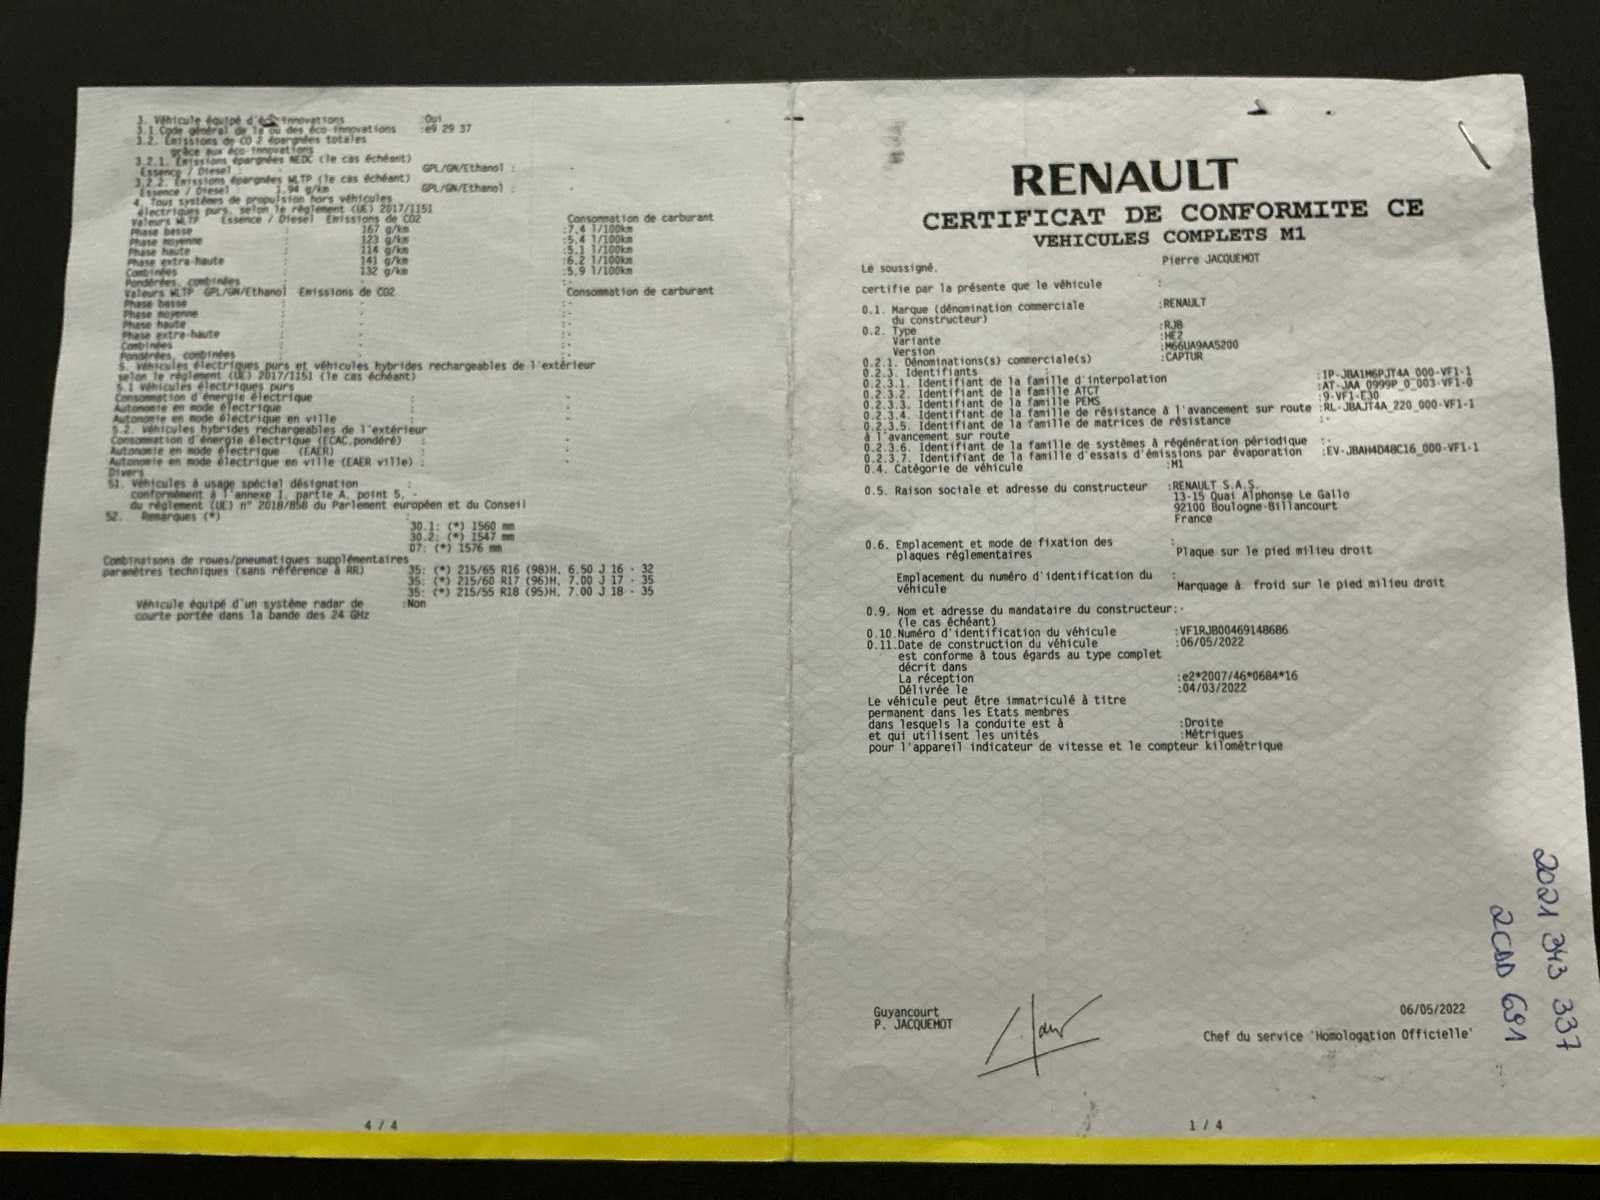 3. Véhicule équipé d'éco-innovations :Oui
3.1 Code général de la ou des éco-innovations :e9 29 37
3.2. Emissions de CO 2 épargnées totales
grâce aux éco-innovations
3.2.1. Emissions épargnées NEDC (le cas échéant)
Essence / Diesel : - GPL/GN/Ethanol : -
3.2.2. Emissions épargnées WLTP (le cas échéant)
Essence / Diesel : 1.94 g/km GPL/GN/Ethanol : -
4. Tous systèmes de propulsion hors véhicules
électriques purs, selon le règlement (UE) 2017/1151
Valeurs WLTP Essence / Diesel Emissions de CO2 Consommation de carburant
Phase basse : 167 g/km :7.4 l/100km
Phase moyenne : 123 g/km :5.4 l/100km
Phase haute : 114 g/km :5.1 l/100km
Phase extra-haute : 141 g/km :6.2 l/100km
Combinées : 132 g/km :5.9 l/100km
Pondérées, combinées : - :-
Valeurs WLTP GPL/GN/Ethanol Emissions de CO2 Consommation de carburant
Phase basse : - :-
Phase moyenne : - :-
Phase haute : - :-
Phase extra-haute : - :-
Combinées : - :-
Pondérées, combinées : - :-
5. Véhicules électriques purs et véhicules hybrides rechargeables de l'extérieur
selon le règlement (UE) 2017/1151 (le cas échéant)
5.1 Véhicules électriques purs
Consommation d'énergie électrique : -
Autonomie en mode électrique : -
Autonomie en mode électrique en ville : -
5.2. Véhicules hybrides rechargeables de l'extérieur
Consommation d'énergie électrique (ECAC,pondéré) : -
Autonomie en mode électrique (EAER) : -
Autonomie en mode électrique en ville (EAER ville) : -
Divers
51. Véhicules à usage spécial désignation :
conformément à l'annexe I, partie A, point 5, -
du règlement (UE) n° 2018/858 du Parlement européen et du Conseil
52. Remarques (*) :
30.1: (*) 1560 mm
30.2: (*) 1547 mm
07: (*) 1576 mm
Combinaisons de roues/pneumatiques supplémentaires
paramètres techniques (sans référence à RR) 35: (*) 215/65 R16 (98)H, 6.50 J 16 - 32
35: (*) 215/60 R17 (96)H, 7.00 J 17 - 35
35: (*) 215/55 R18 (95)H, 7.00 J 18 - 35
Véhicule équipé d'un système radar de :Non
courte portée dans la bande des 24 GHz
4 / 4
RENAULT
CERTIFICAT DE CONFORMITE CE
VEHICULES COMPLETS M1
Le soussigné. Pierre JACQUEMOT
certifie par la présente que le véhicule :
0.1. Marque (dénomination commerciale :RENAULT
du constructeur)
0.2. Type :RJB
Variante :HE2
Version :M66UA9AA5200
0.2.1. Dénominations(s) commerciale(s) :CAPTUR
0.2.3. Identifiants
0.2.3.1. Identifiant de la famille d'interpolation :IP-JBA1M6PJT4A_000-VF1-1
0.2.3.2. Identifiant de la famille ATCT :AT-JAA_0999P_0_003-VF1-0
0.2.3.3. Identifiant de la famille PEMS :9-VF1-E30
0.2.3.4. Identifiant de la famille de résistance à l'avancement sur route :RL-JBAJT4A_220_000-VF1-1
0.2.3.5. Identifiant de la famille de matrices de résistance :-
à l'avancement sur route
0.2.3.6. Identifiant de la famille de systèmes à régénération périodique :-
0.2.3.7. Identifiant de la famille d'essais d'émissions par évaporation :EV-JBAH4D48C16_000-VF1-1
0.4. Catégorie de véhicule :M1
0.5. Raison sociale et adresse du constructeur :RENAULT S.A.S.
13-15 Quai Alphonse Le Gallo
92100 Boulogne-Billancourt
France
0.6. Emplacement et mode de fixation des :
plaques réglementaires Plaque sur le pied milieu droit
Emplacement du numéro d'identification du :
véhicule Marquage à froid sur le pied milieu droit
0.9. Nom et adresse du mandataire du constructeur:-
(le cas échéant)
0.10.Numéro d'identification du véhicule :VF1RJB00469148686
0.11.Date de construction du véhicule :06/05/2022
est conforme à tous égards au type complet
décrit dans
La réception :e2*2007/46*0684*16
Délivrée le :04/03/2022
Le véhicule peut être immatriculé à titre
permanent dans les Etats membres
dans lesquels la conduite est à :Droite
et qui utilisent les unités :Métriques
pour l'appareil indicateur de vitesse et le compteur kilométrique
Guyancourt 06/05/2022
P. JACQUEMOT
Chef du service 'Homologation Officielle'
1 / 4
2021 343 337
2CDD 691